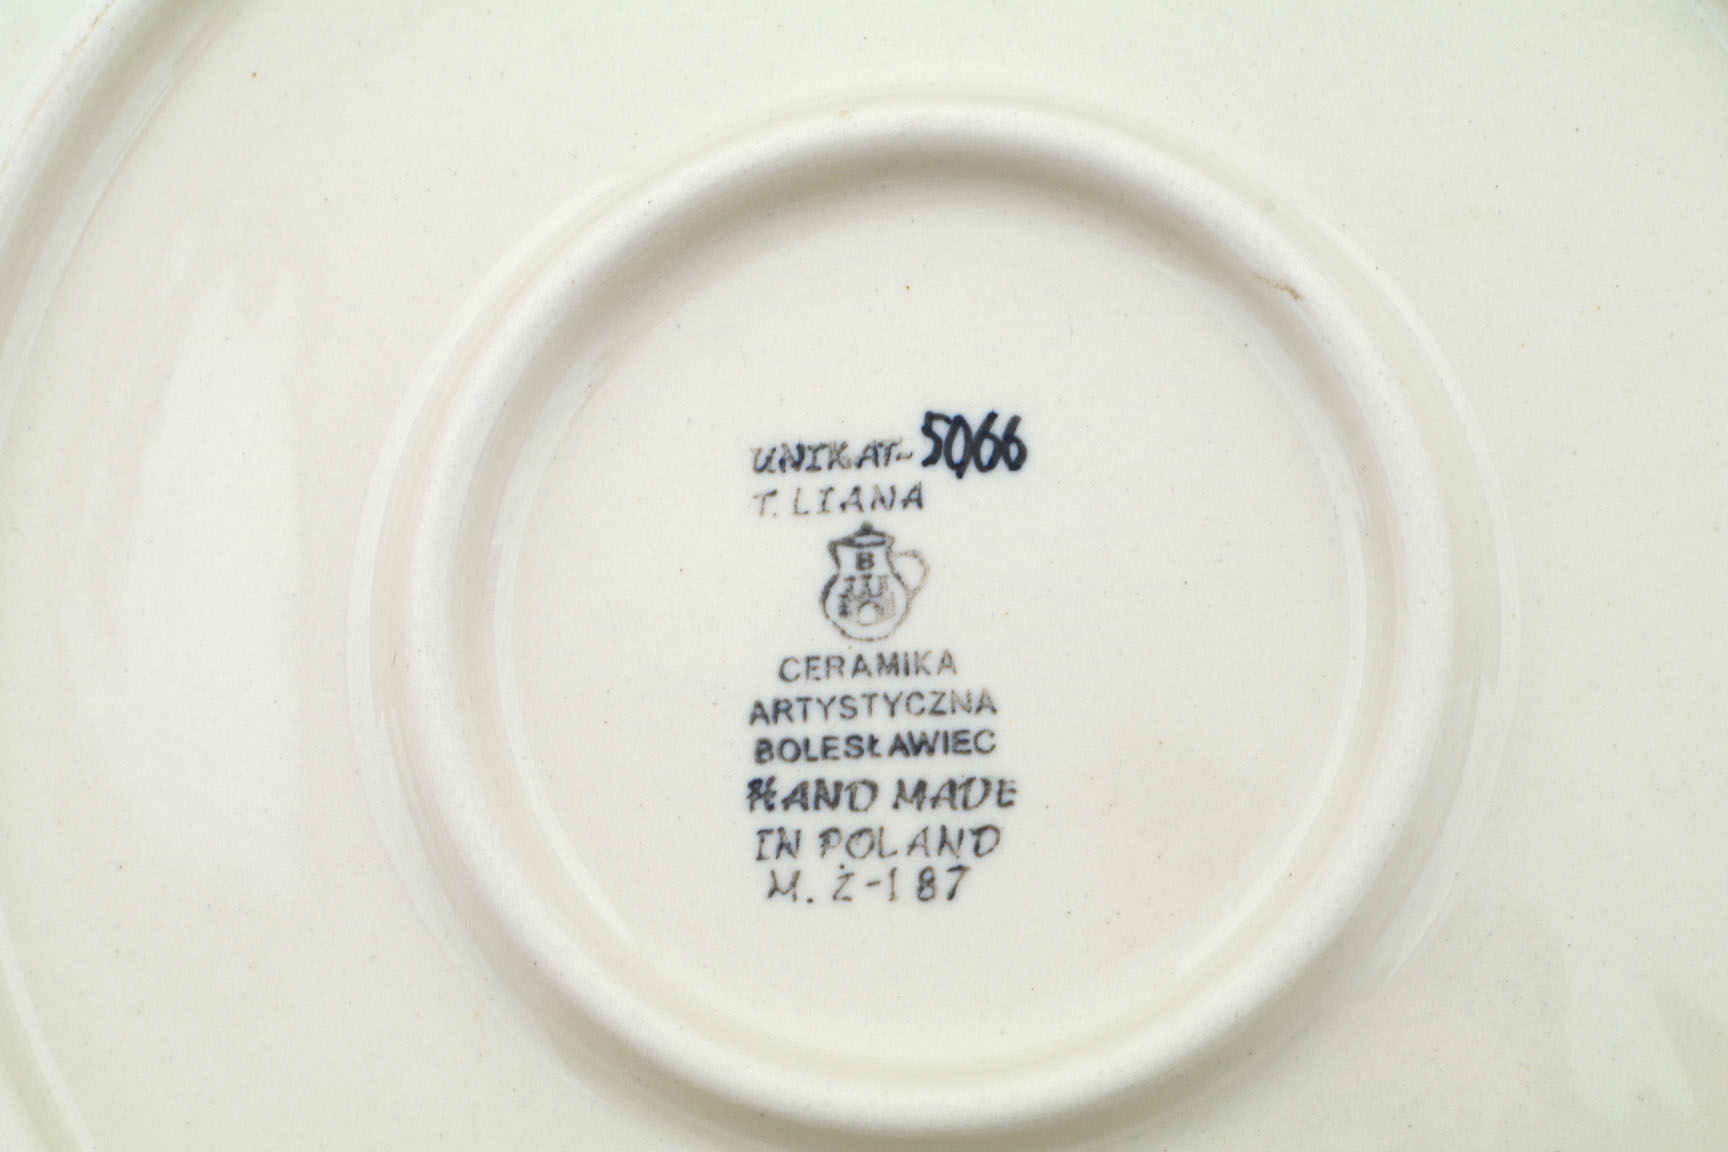 UNIKAT-5066
T. LIANA
B
CERAMIKA
ARTYSTYCZNA
BOLESŁAWIEC
HAND MADE
IN POLAND
M. Ż-187